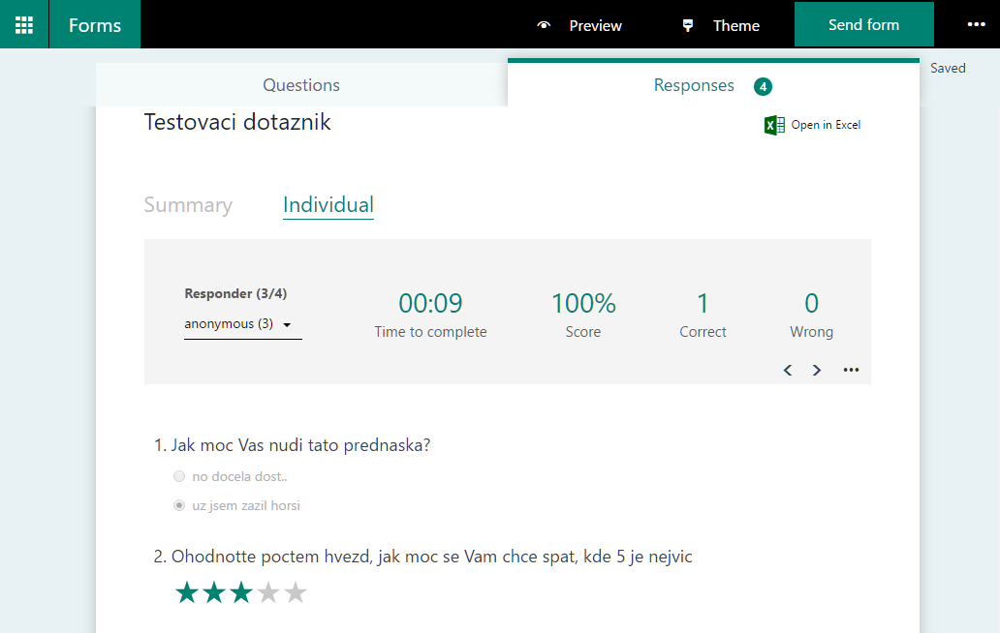 Forms Preview Theme Send form
Saved
Questions Responses 4
Testovaci dotaznik
Open in Excel
Summary Individual
Responder (3/4)
anonymous (3)
00:09 100% 1 0
Time to complete Score Correct Wrong
1. Jak moc Vas nudi tato prednaska?
no docela dost..
uz jsem zazil horsi
2. Ohodnotte poctem hvezd, jak moc se Vam chce spat, kde 5 je nejvic